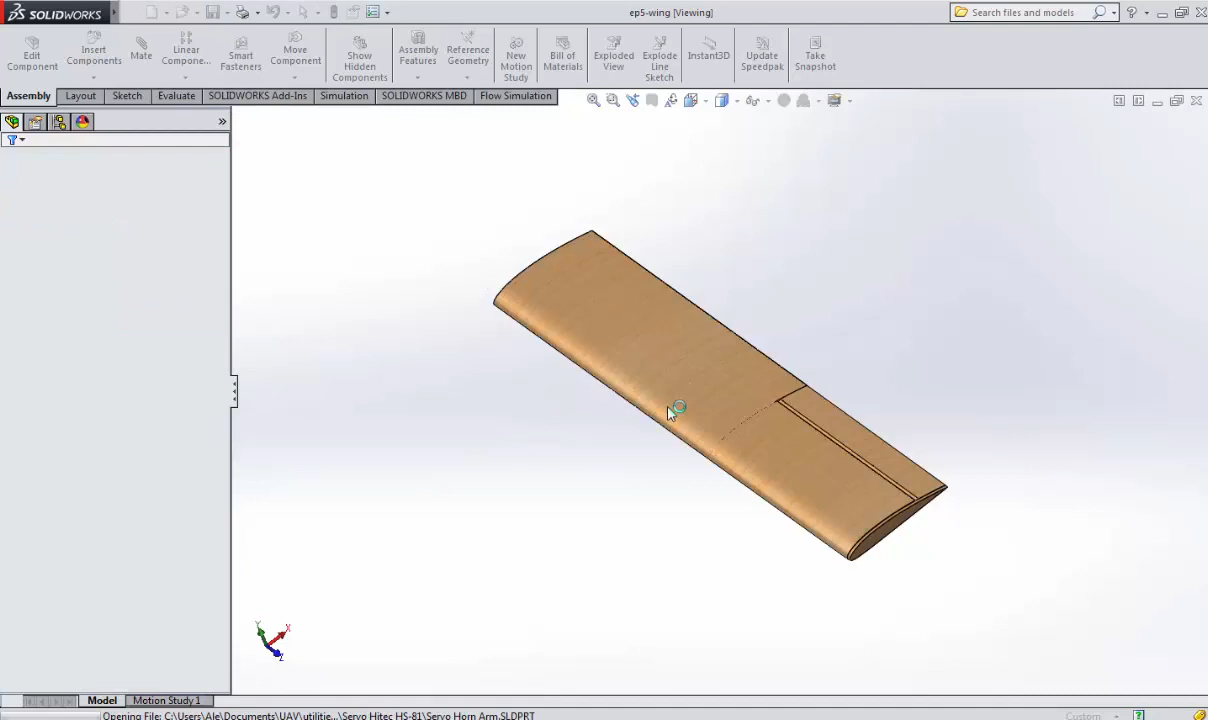 SOLIDWORKS
ep5-wing [Viewing]
Search files and models
Edit Component
Insert Components
Mate
Linear Compone...
Smart Fasteners
Move Component
Show Hidden Components
Assembly Features
Reference Geometry
New Motion Study
Bill of Materials
Exploded View
Explode Line Sketch
Instant3D
Update Speedpak
Take Snapshot
Assembly Layout Sketch Evaluate SOLIDWORKS Add-Ins Simulation SOLIDWORKS MBD Flow Simulation
Y X
Z
Model Motion Study 1
Opening File: C:\Users\Ale\Documents\UAV\utilitie...\Servo Hitec HS-81\Servo Horn Arm.SLDPRT
Custom